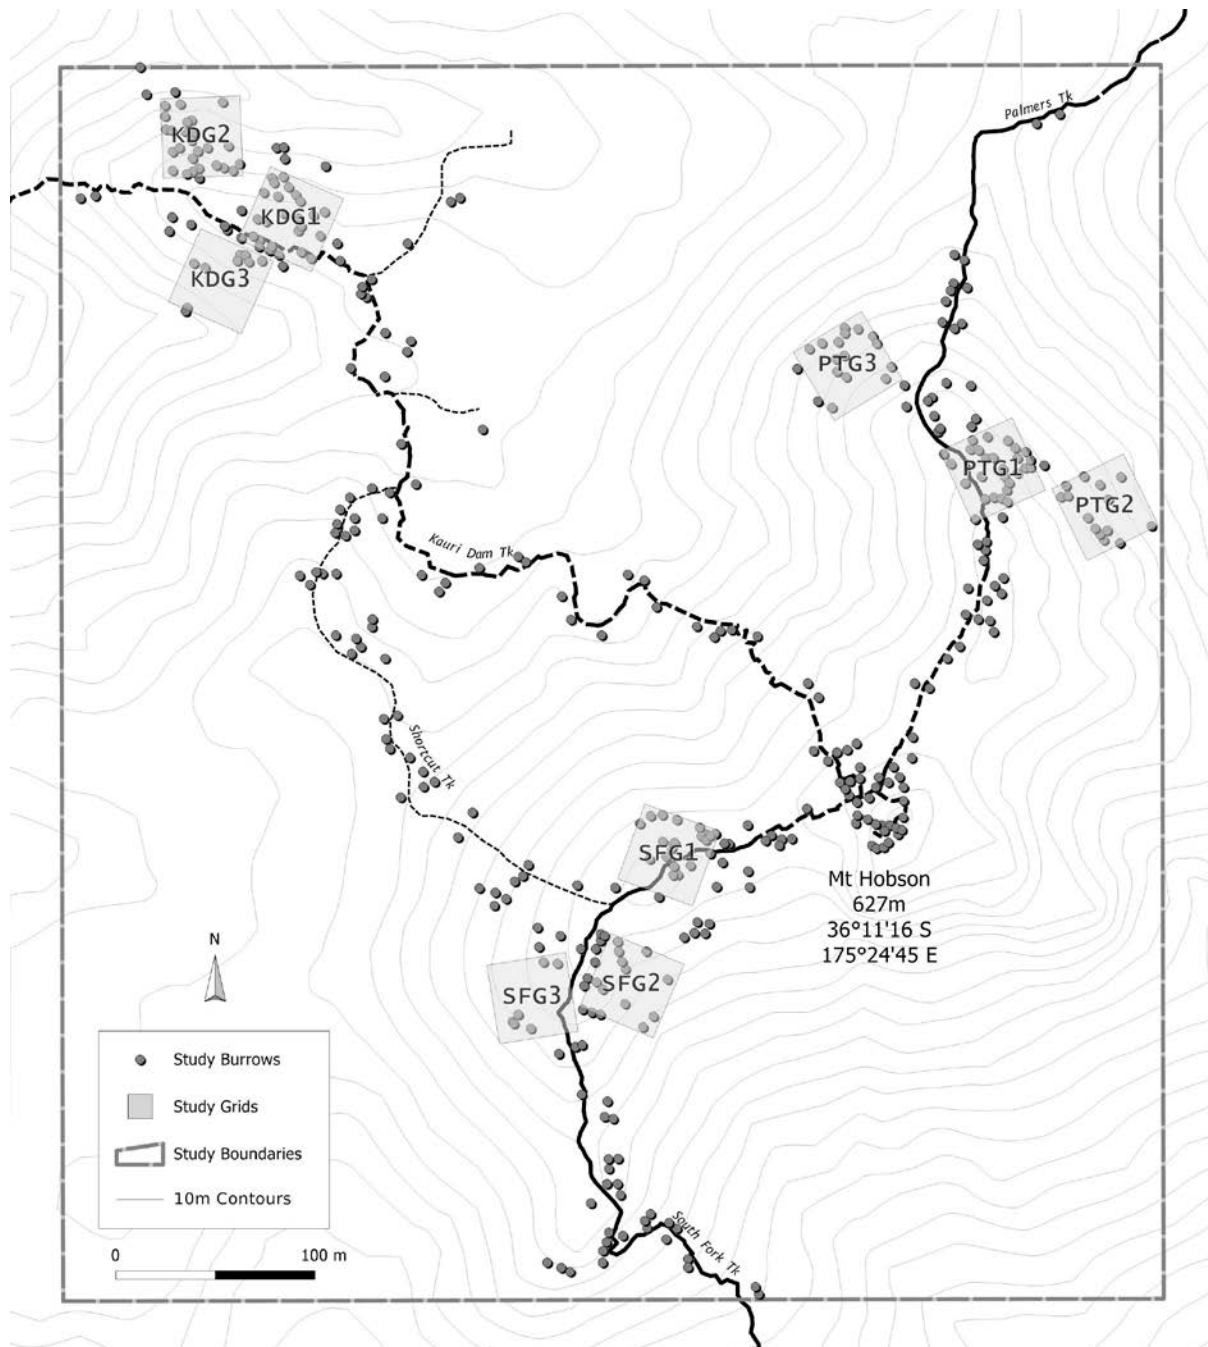 Palmers Tk
KDG2
KDG1
KDG3
PTG3
PTG1
PTG2
Kauri Dam Tk
Shortcut Tk
SFG1
Mt Hobson
627m
36°11'16 S
175°24'45 E
N
SFG2
SFG3
Study Burrows
Study Grids
Study Boundaries
10m Contours
South Fork Tk
0 100 m